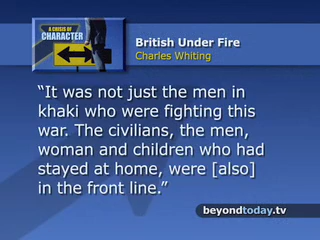 A CRISIS OF
CHARACTER
British Under Fire
Charles Whiting
“It was not just the men in
khaki who were fighting this
war. The civilians, the men,
woman and children who had
stayed at home, were [also]
in the front line.”
beyondtoday.tv